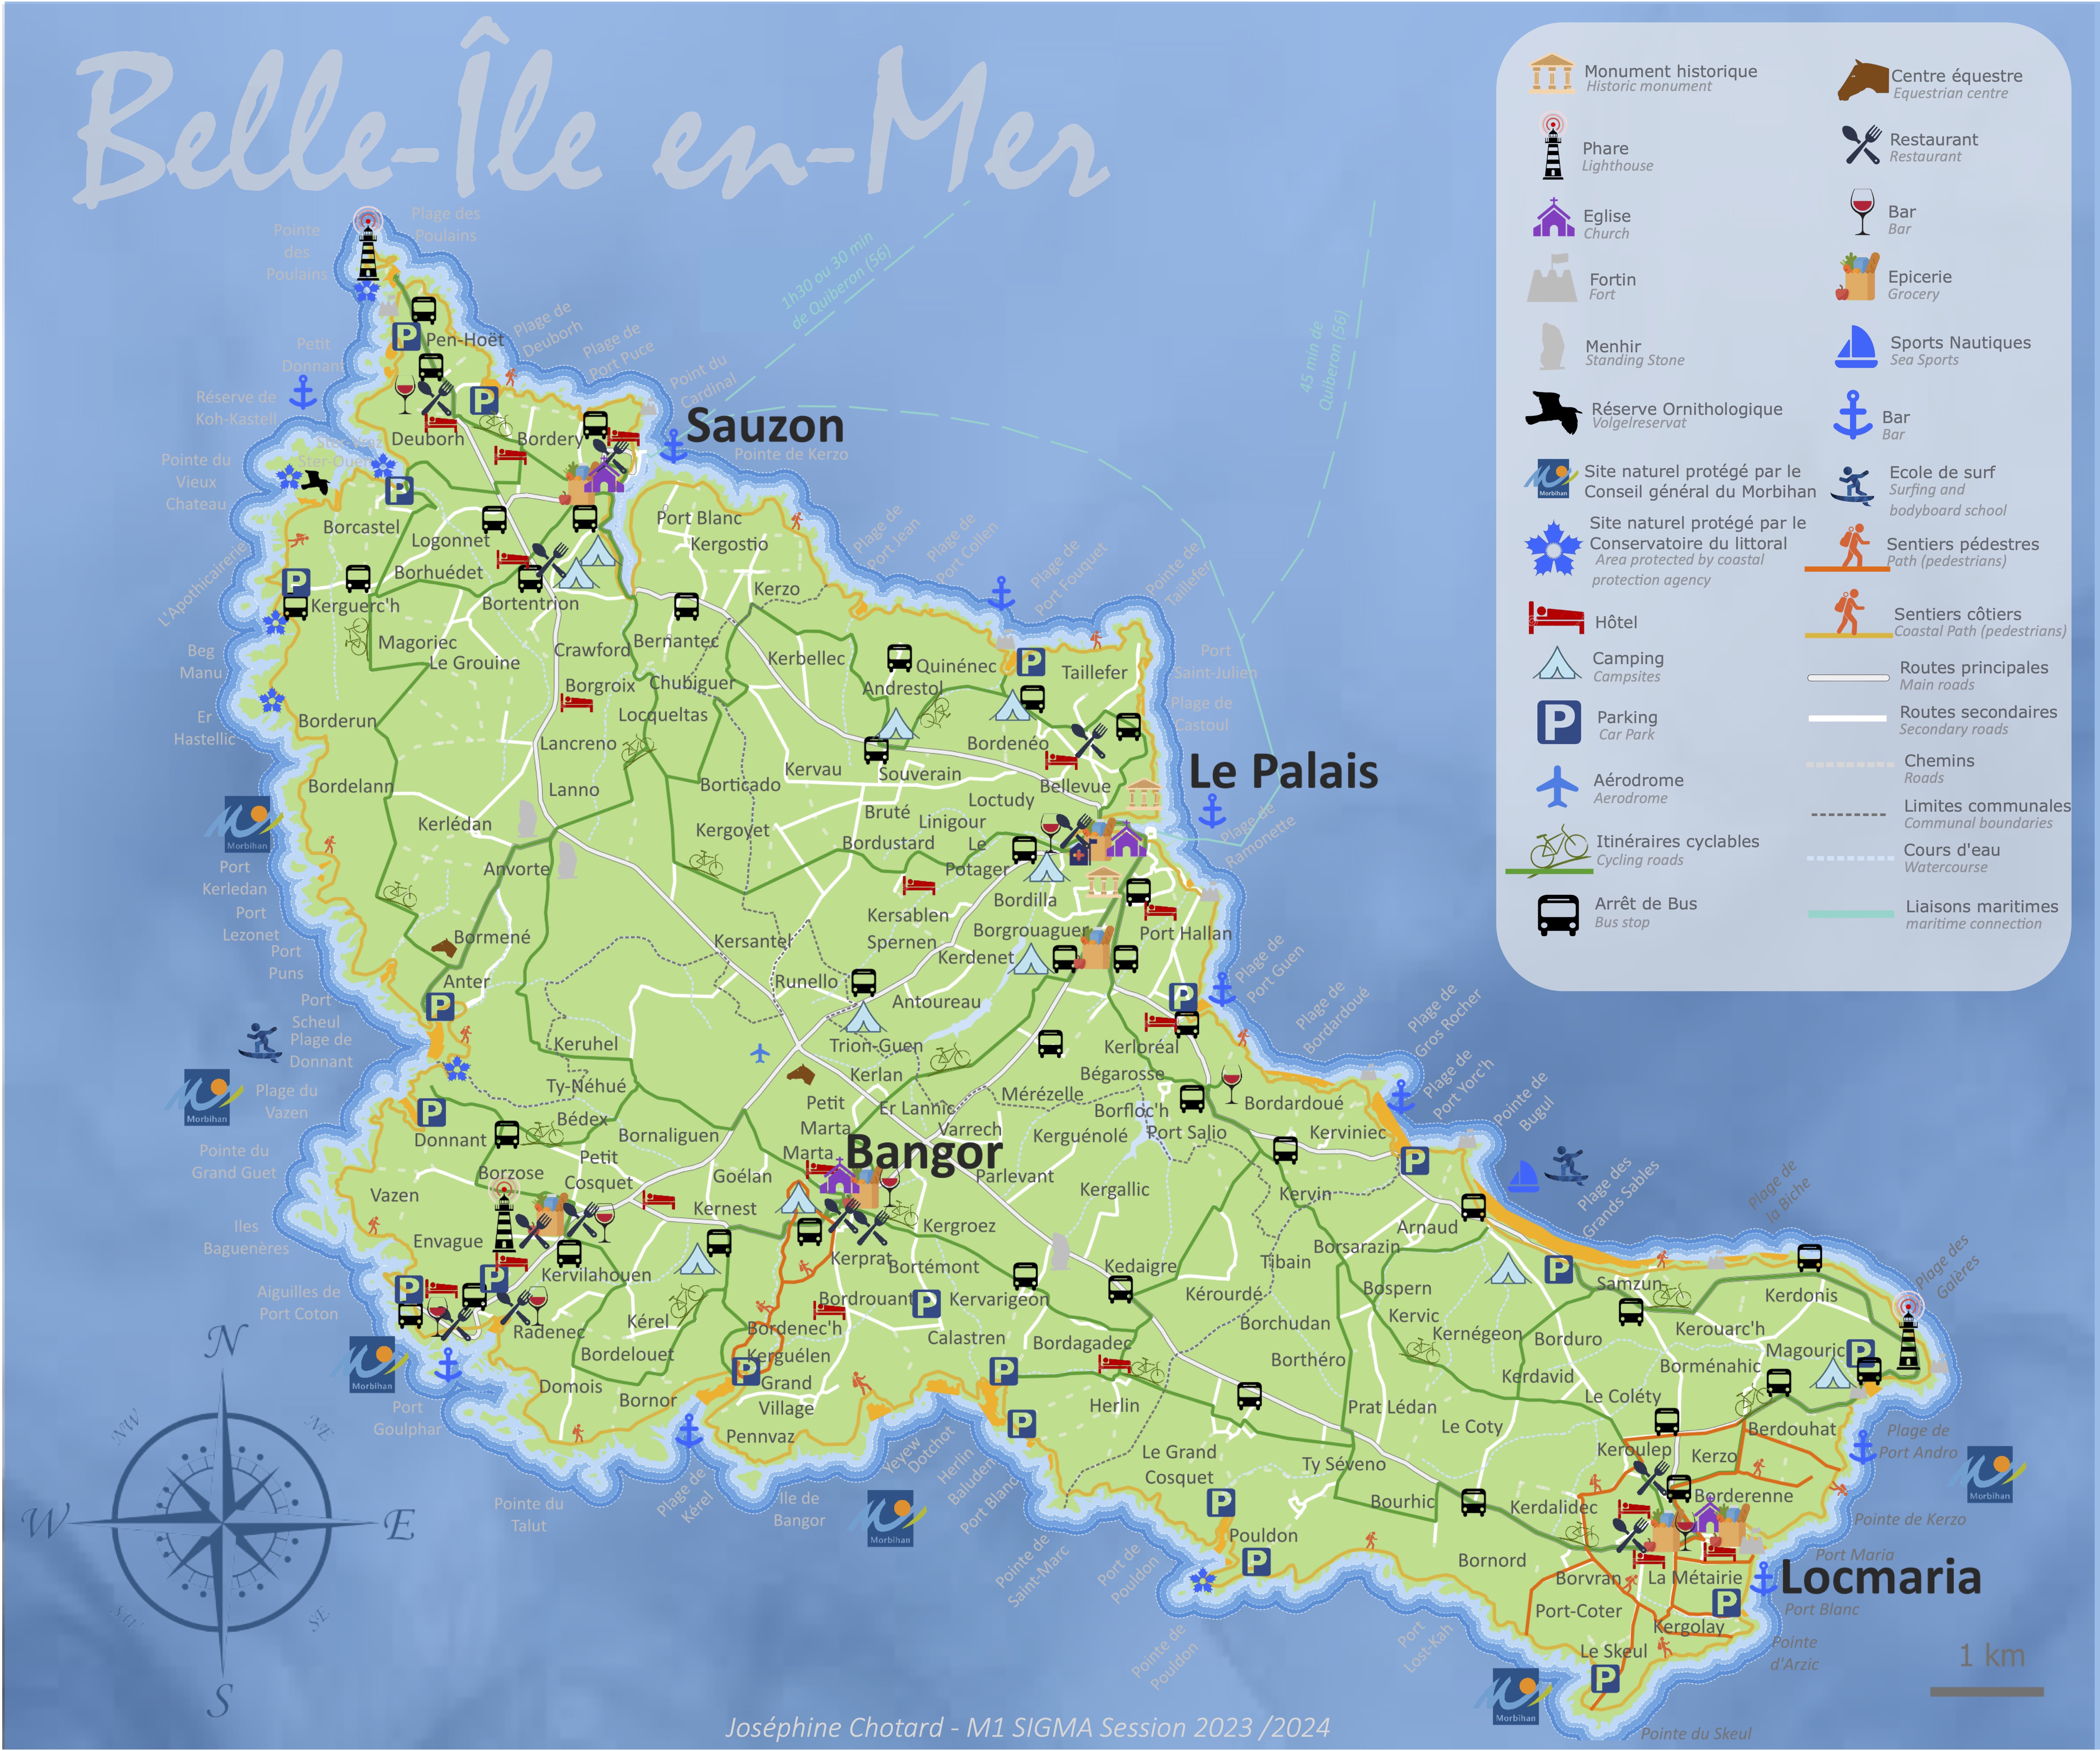 Belle-Île en-Mer
Monument historique
Historic monument
Phare
Lighthouse
Eglise
Church
Fortin
Fort
Menhir
Standing Stone
Réserve Ornithologique
Volgelreservat
Morbihan
Site naturel protégé par le
Conseil général du Morbihan
Site naturel protégé par le
Conservatoire du littoral
Area protected by coastal
protection agency
Hôtel
Camping
Campsites
P
Parking
Car Park
Aérodrome
Aerodrome
Itinéraires cyclables
Cycling roads
Arrêt de Bus
Bus stop
Centre équestre
Equestrian centre
Restaurant
Restaurant
Bar
Bar
Epicerie
Grocery
Sports Nautiques
Sea Sports
Bar
Bar
Ecole de surf
Surfing and
bodyboard school
Sentiers pédestres
Path (pedestrians)
Sentiers côtiers
Coastal Path (pedestrians)
Routes principales
Main roads
Routes secondaires
Secondary roads
Chemins
Roads
Limites communales
Communal boundaries
Cours d'eau
Watercourse
Liaisons maritimes
maritime connection
Pointe
des
Poulains
Plage des
Poulains
1h30 ou 30 min
de Quiberon (56)
45 min de
Quiberon (56)
Petit
Donnant
Pen-Hoët
Plage de
Deuborh
Plage de
Port Puce
Point du
Cardinal
Réserve de
Koh-Kastell
Deuborh
Bordery
Sauzon
Pointe de Kerzo
Pointe du
Vieux
Chateau
Ster-Ouen
Borcastel
Logonnet
Port Blanc
Kergostio
Plage de
Port Jean
Plage de
Port Collen
Plage de
Port Fouquet
Pointe de
Taillefer
L'Apothicairerie
Borhuédet
Kerguerc'h
Bortentrion
Kerzo
Magoriec
Le Grouine
Crawford
Bernantec
Kerbellec
Quinénec
Andrestol
Taillefer
Port
Saint-Julien
Beg
Manu
Borgroix
Chubiguer
Locqueltas
Plage de
Castoul
Er
Hastellic
Borderun
Lancreno
Bordenéo
Kervau
Souverain
Le Palais
Bordelann
Lanno
Borticado
Bellevue
Loctudy
Bruté
Linigour
Kerlédan
Kergoyet
Bordustard
Le
Potager
Plage de
Ramonette
Morbihan
Port
Kerledan
Anvorte
Bordilla
Port
Lezonet
Kersablen
Bormené
Kersantel
Spernen
Borgrouaguer
Port Hallan
Kerdenet
Port
Puns
Anter
Runello
Antoureau
Plage de
Port Guen
Port
Scheul
Plage de
Donnant
Keruhel
Trion-Guen
Kerloréal
Plage de
Bordardoué
Plage de
Gros Rocher
Plage de
Port Yorc'h
Pointe de
Bugul
Morbihan
Plage du
Vazen
Ty-Néhué
Kerlan
Bégarosse
Petit
Marta
Er Lannic
Mérézelle
Borfloc'h
Bordardoué
Bédex
Donnant
Bornaliguen
Varrech
Kerguénolé
Port Salio
Kerviniec
Pointe du
Grand Guet
Borzose
Petit
Cosquet
Marta
Bangor
Goélan
Parlevant
Kergallic
Kervin
Plage des
Grands Sables
Plage de
la Biche
Vazen
Kernest
Kergroez
Arnaud
Iles
Baguenères
Envague
Kerprat
Bortémont
Kedaigre
Tibain
Borsarazin
Plage des
Galères
Kervilahouen
Aiguilles de
Port Coton
Bordrouant
Kervarigeon
Kérourdé
Bospern
Samzun
Kerdonis
Radenec
Kérel
Bordenec'h
Calastren
Bordagadec
Borchudan
Kervic
Kernégeon
Borduro
Kerouarc'h
Bordelouet
Kerguélen
Magouric
Borthéro
Borménahic
Morbihan
Domois
Grand
Village
Kerdavid
Le Coléty
Bornor
Herlin
Prat Lédan
Port
Goulphar
Pennvaz
Le Coty
Berdouhat
Plage de
Port Andro
Yeyew
Dotchot
Herlin
Baluden
Port Blanc
Le Grand
Cosquet
Ty Séveno
Keroulep
Kerzo
Morbihan
Pointe du
Talut
Plage de
Kérel
Ile de
Bangor
Morbihan
Bourhic
Kerdalidec
Borderenne
Pointe de Kerzo
Pouldon
Pointe de
Saint-Marc
Port de
Pouldon
Bornord
Borvran
La Métairie
Port Maria
Locmaria
Port Blanc
Port-Coter
Kergolay
Pointe
d'Arzic
Pointe de
Pouldon
Port
Lost-Kah
Le Skeul
Morbihan
Pointe du Skeul
N
NE
E
SE
S
SW
W
NW
1 km
Joséphine Chotard - M1 SIGMA Session 2023 /2024